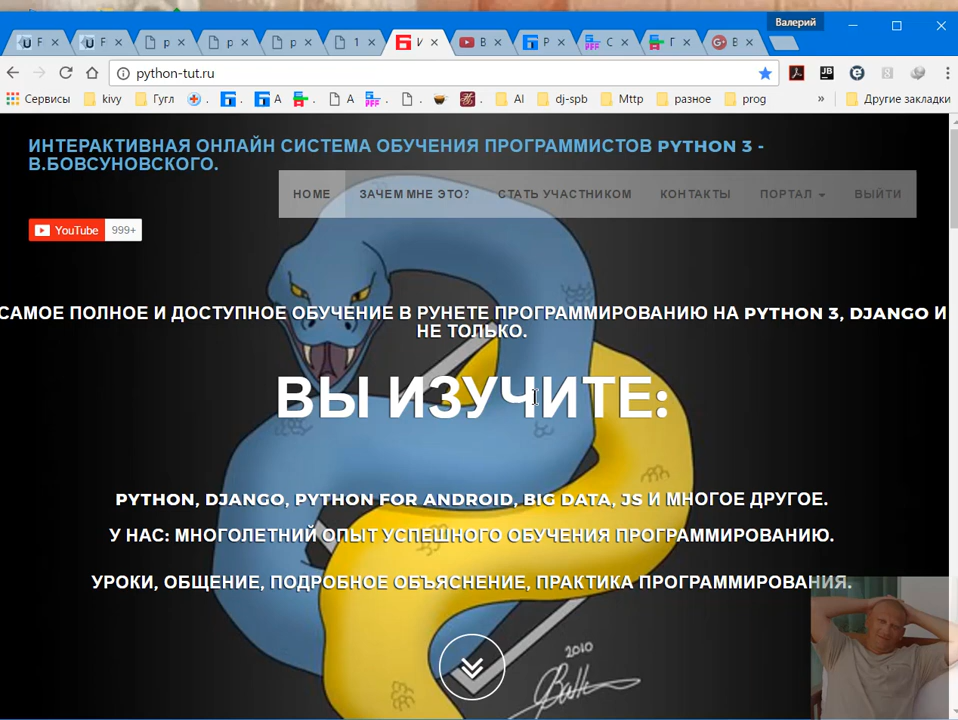 Валерий
F
F
p
p
p
1
И
В
Р
С
Г
В
python-tut.ru
Сервисы
kivy
Гугл
.
.
A
.
A
.
.
.
AI
dj-spb
Mttp
разное
prog
»
Другие закладки
ИНТЕРАКТИВНАЯ ОНЛАЙН СИСТЕМА ОБУЧЕНИЯ ПРОГРАММИСТОВ PYTHON 3 -
В.БОВСУНОВСКОГО.
HOME ЗАЧЕМ МНЕ ЭТО? СТАТЬ УЧАСТНИКОМ КОНТАКТЫ ПОРТАЛ ВЫЙТИ
YouTube 999+
САМОЕ ПОЛНОЕ И ДОСТУПНОЕ ОБУЧЕНИЕ В РУНЕТЕ ПРОГРАММИРОВАНИЮ НА PYTHON 3, DJANGO И
НЕ ТОЛЬКО.
ВЫ ИЗУЧИТЕ:
PYTHON, DJANGO, PYTHON FOR ANDROID, BIG DATA, JS И МНОГОЕ ДРУГОЕ.
У НАС: МНОГОЛЕТНИЙ ОПЫТ УСПЕШНОГО ОБУЧЕНИЯ ПРОГРАММИРОВАНИЮ.
УРОКИ, ОБЩЕНИЕ, ПОДРОБНОЕ ОБЪЯСНЕНИЕ, ПРАКТИКА ПРОГРАММИРОВАНИЯ.
2010